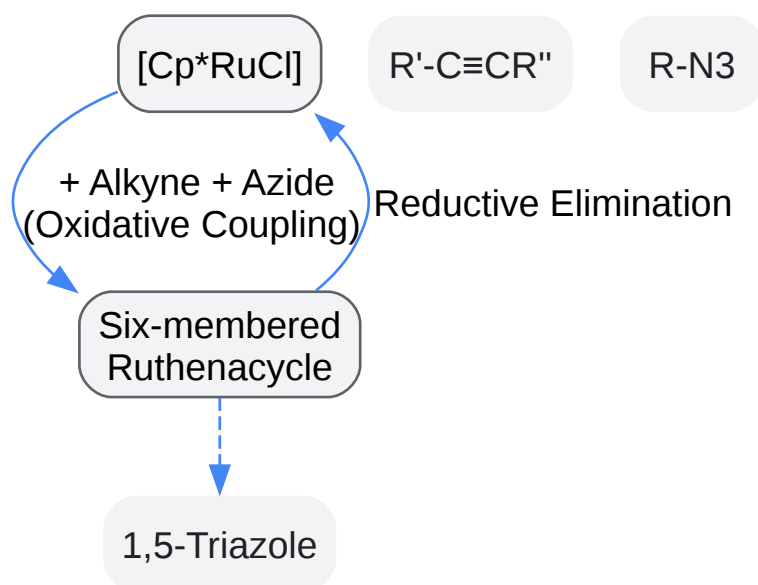 [Cp*RuCl]
R'-C≡CR"
R-N3
+ Alkyne + Azide
(Oxidative Coupling)
Reductive Elimination
Six-membered
Ruthenacycle
1,5-Triazole